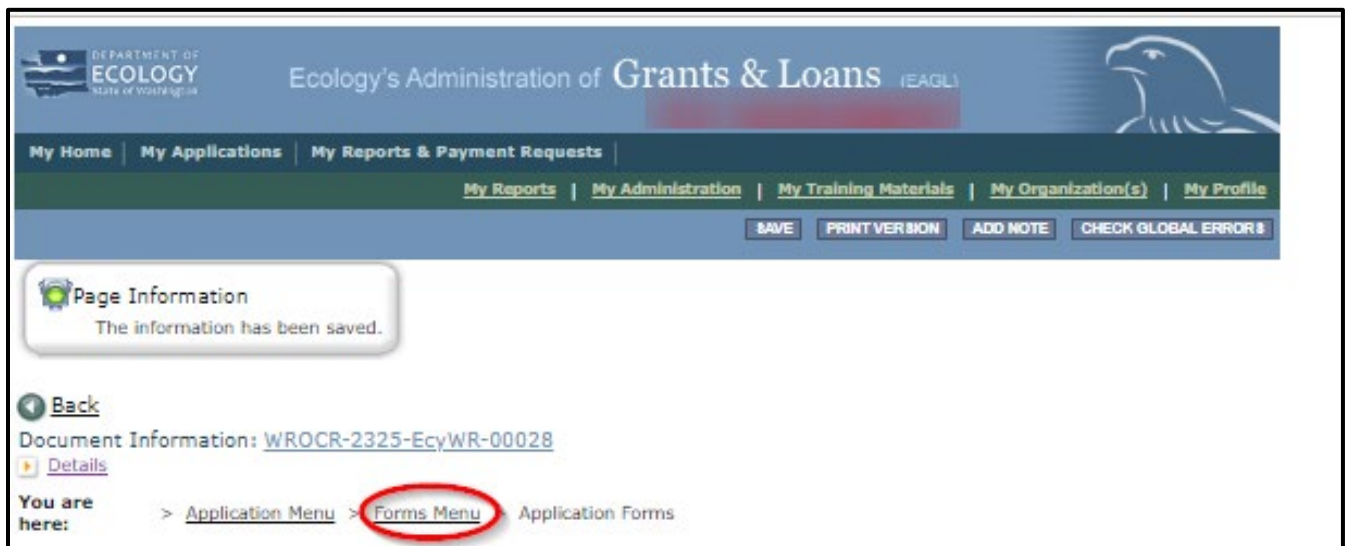 DEPARTMENT OF
ECOLOGY
State of Washington
Ecology's Administration of Grants & Loans (EAGL)
My Home | My Applications | My Reports & Payment Requests |
My Reports | My Administration | My Training Materials | My Organization(s) | My Profile
SAVE PRINT VERSION ADD NOTE CHECK GLOBAL ERRORS
Page Information
The information has been saved.
Back
Document Information: WROCR-2325-EcyWR-00028
Details
You are here: > Application Menu > Forms Menu > Application Forms